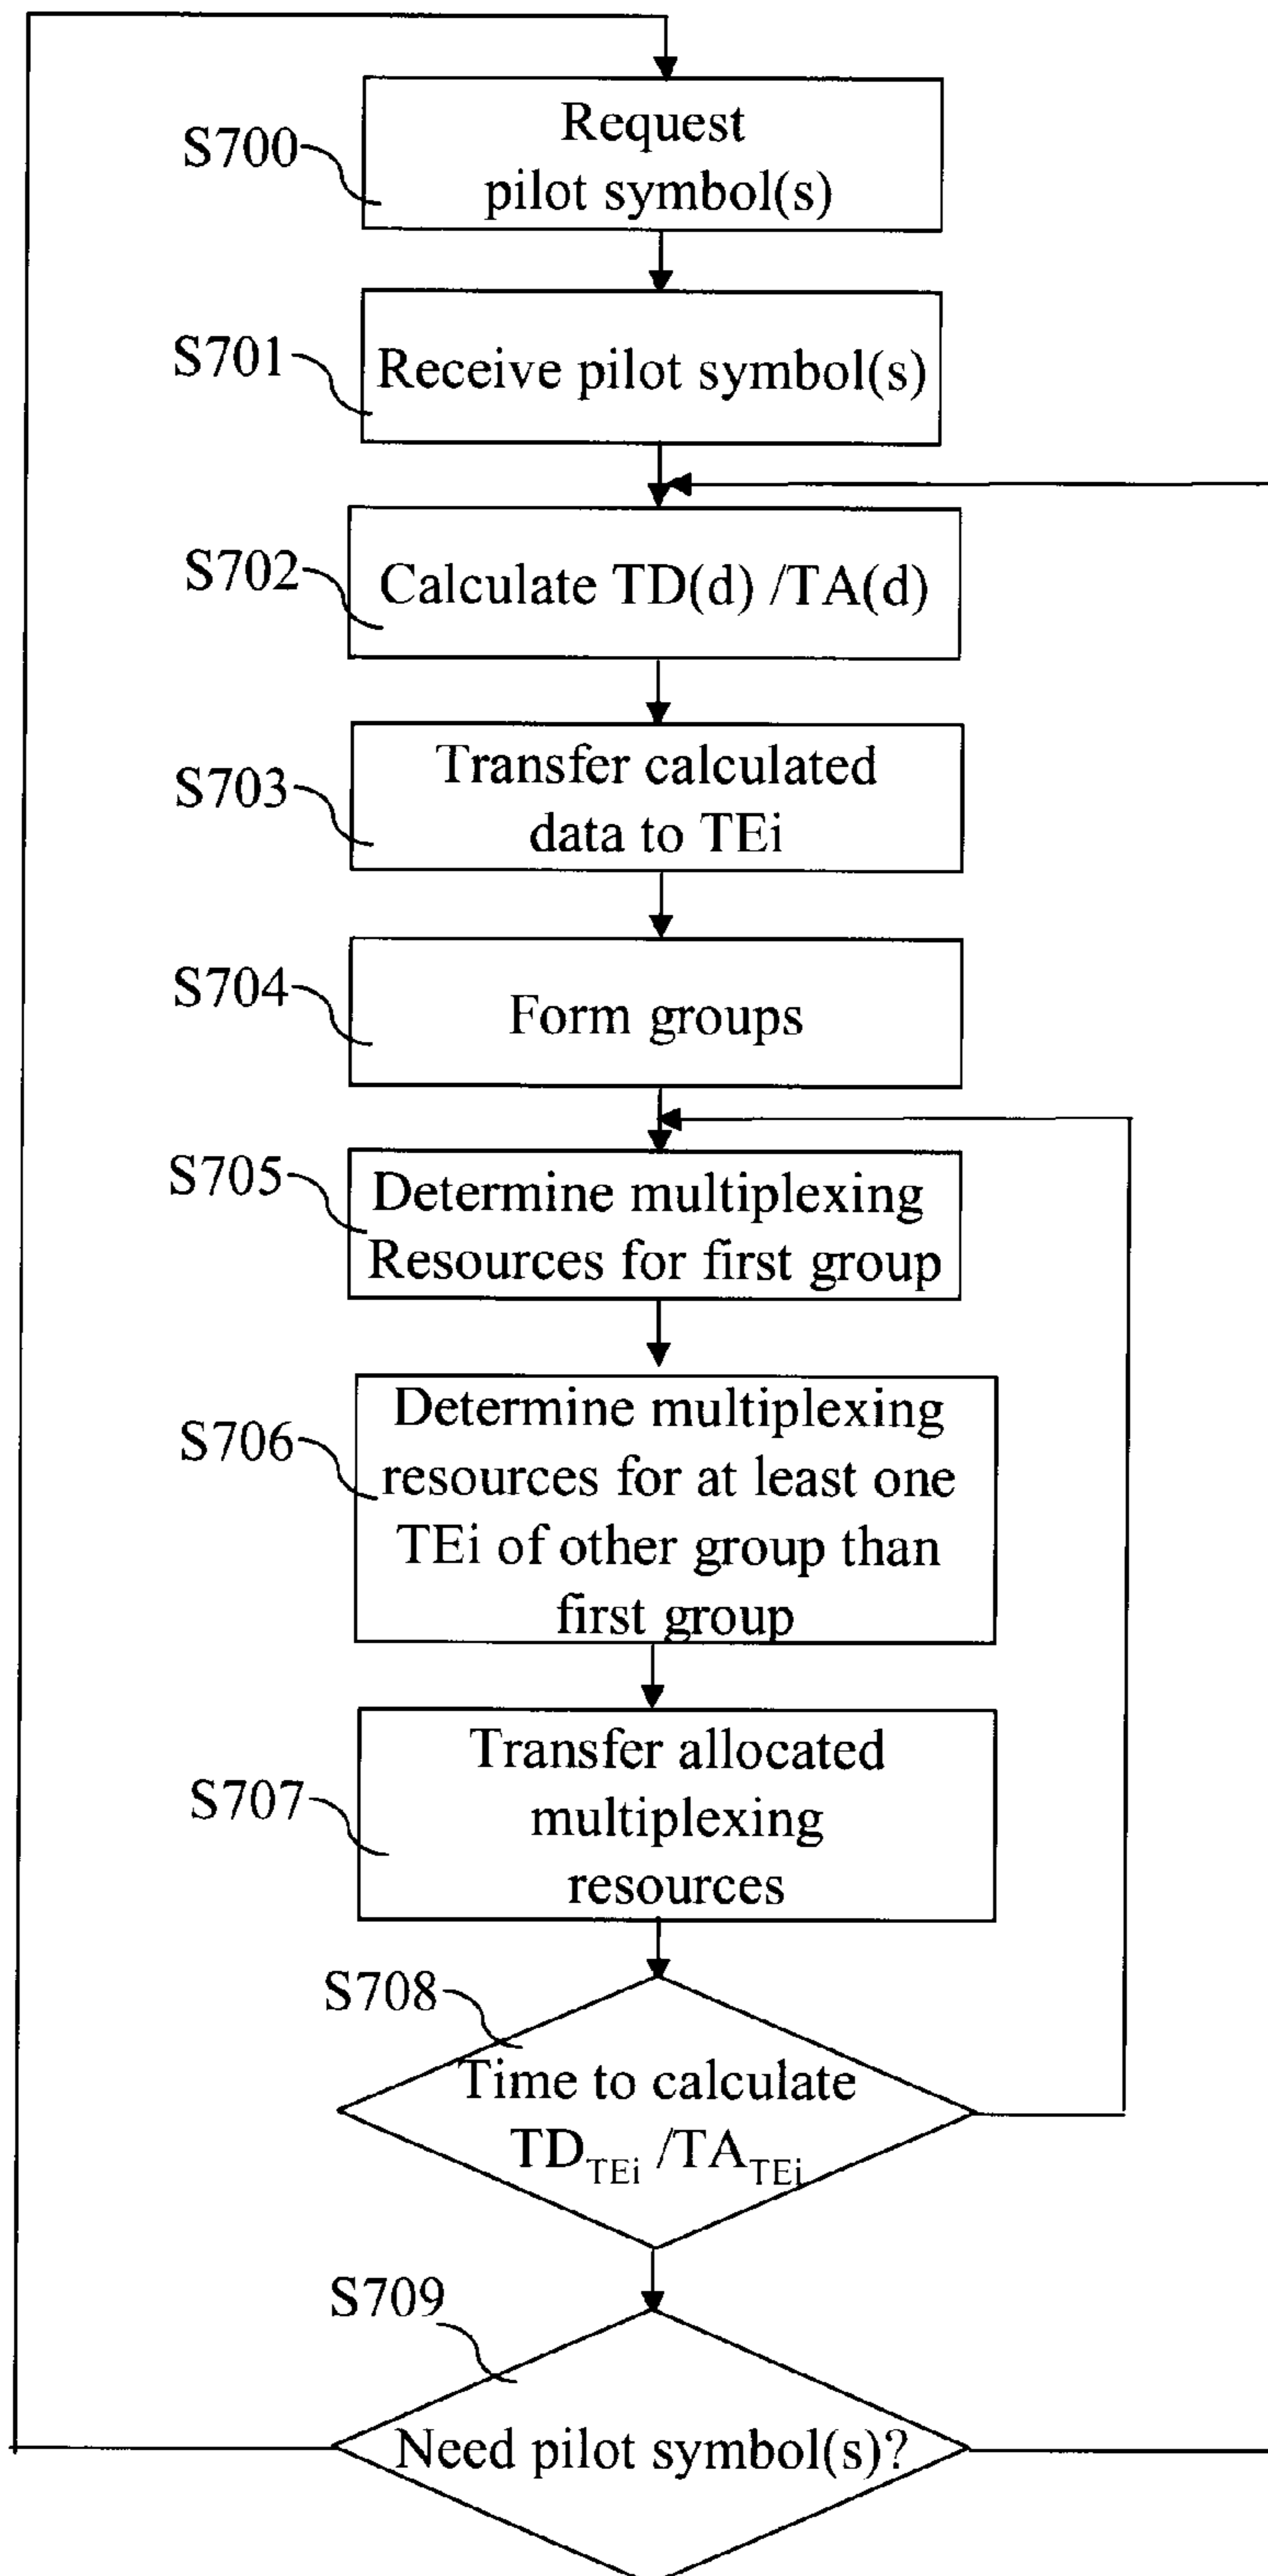 S700
Request
pilot symbol(s)
S701
Receive pilot symbol(s)
S702
Calculate TD(d) /TA(d)
S703
Transfer calculated
data to TEi
S704
Form groups
S705
Determine multiplexing
Resources for first group
S706
Determine multiplexing
resources for at least one
TEi of other group than
first group
S707
Transfer allocated
multiplexing
resources
S708
Time to calculate
TD_TEi /TA_TEi
S709
Need pilot symbol(s)?